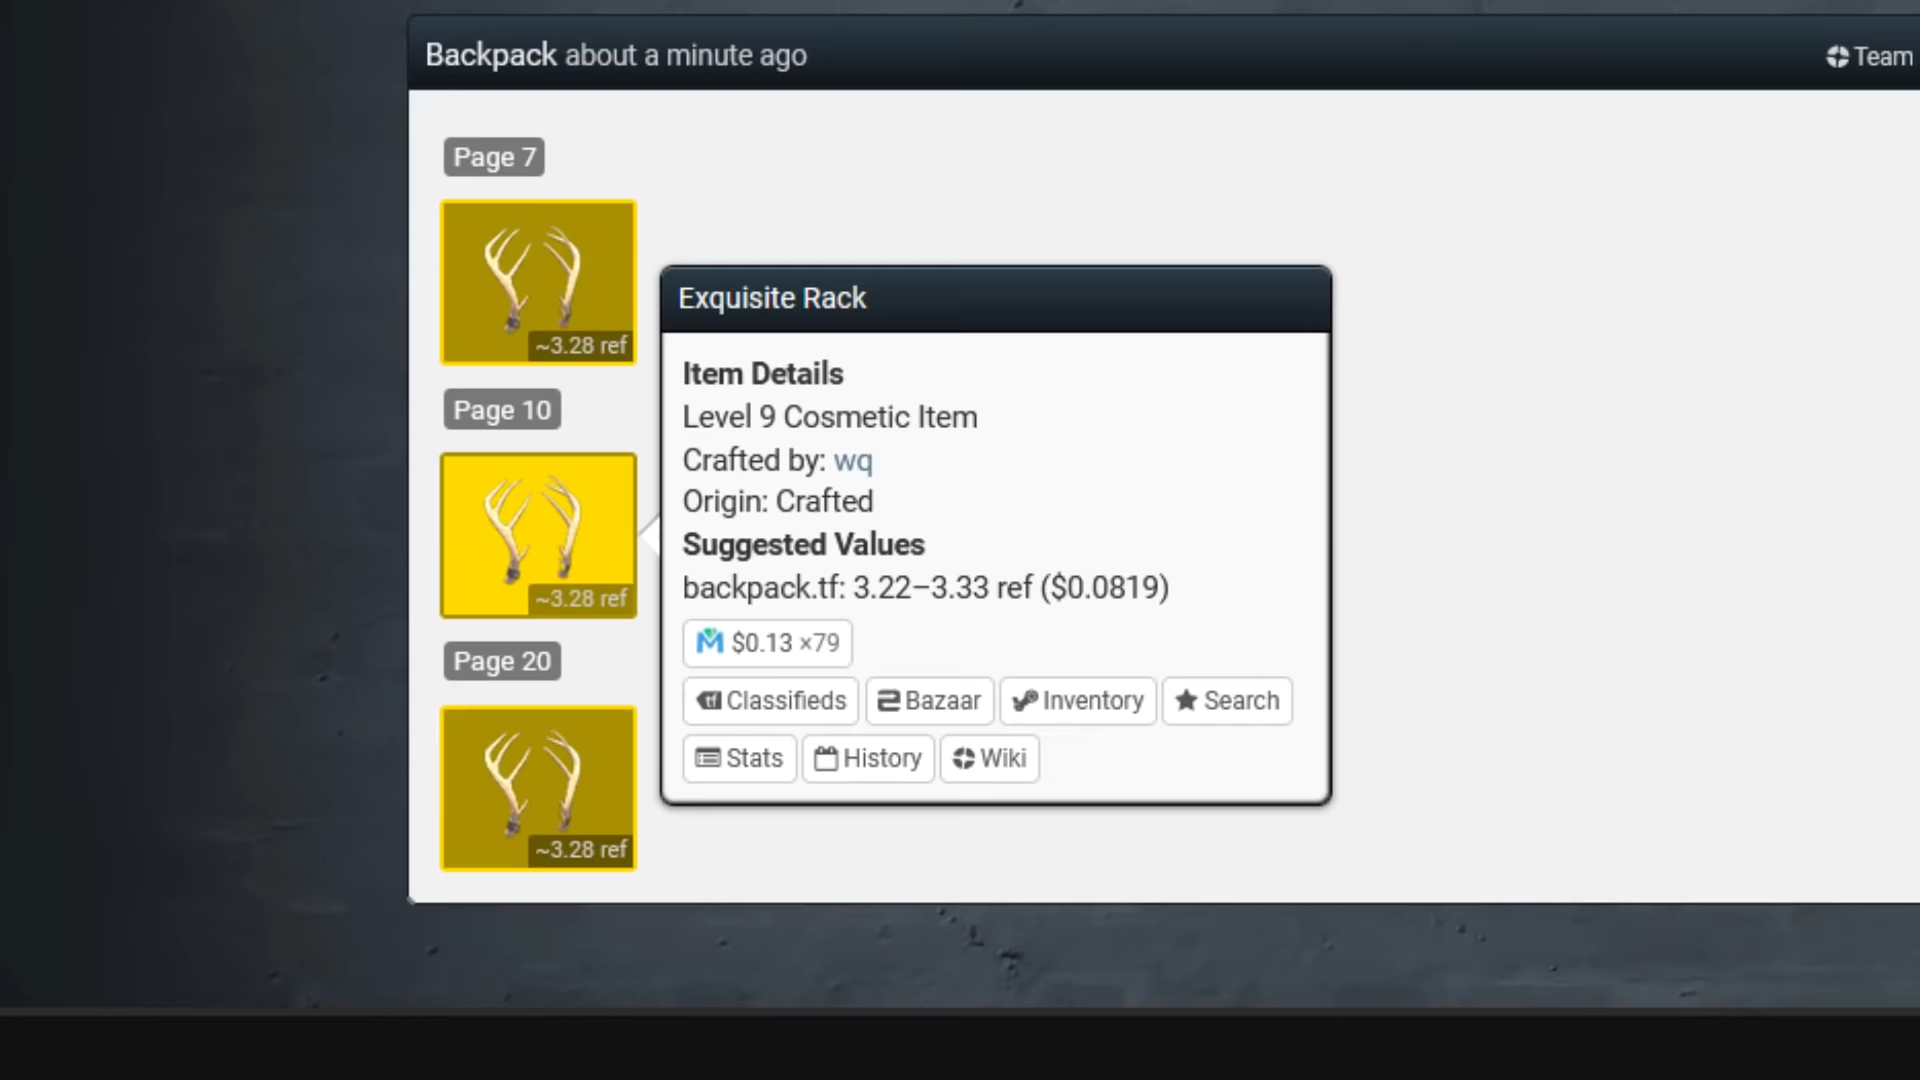 Backpack about a minute ago
Team
Page 7
~3.28 ref
Page 10
~3.28 ref
Page 20
~3.28 ref
Exquisite Rack
Item Details
Level 9 Cosmetic Item
Crafted by: wq
Origin: Crafted
Suggested Values
backpack.tf: 3.22–3.33 ref ($0.0819)
$0.13 ×79
Classifieds Bazaar Inventory Search
Stats History Wiki